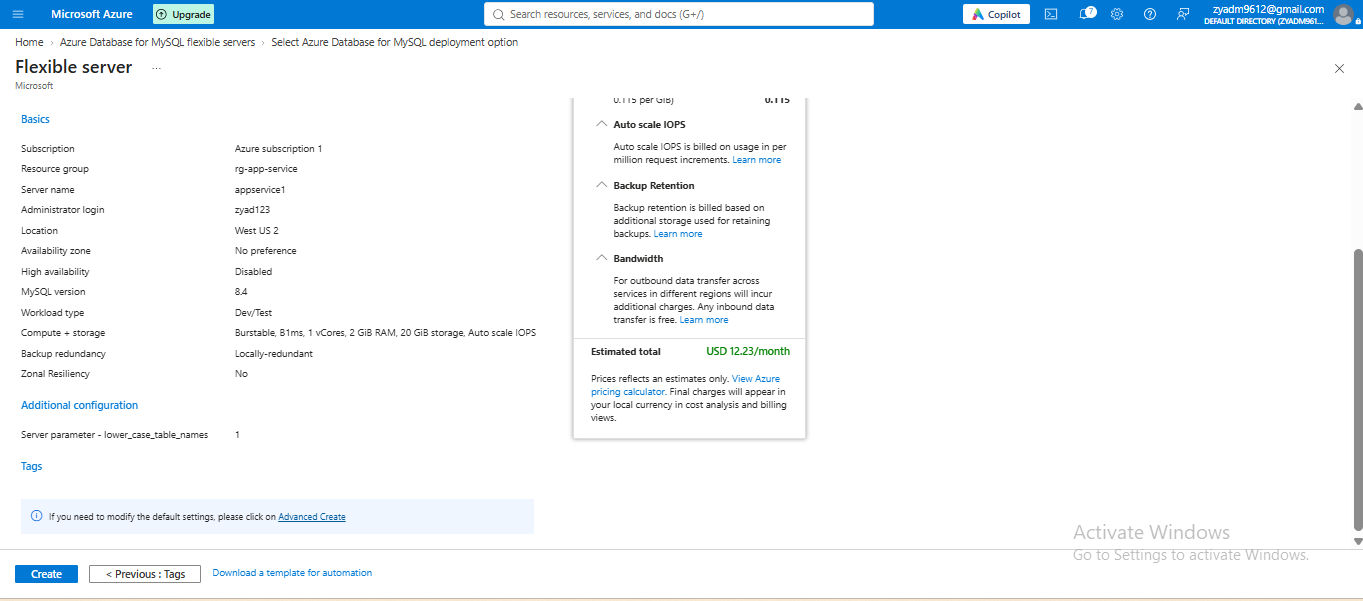 Microsoft Azure
Upgrade
Search resources, services, and docs (G+/)
Copilot
7
zyadm9612@gmail.com
DEFAULT DIRECTORY (ZYADM961...
Home > Azure Database for MySQL flexible servers > Select Azure Database for MySQL deployment option
Flexible server ...
Microsoft
Basics
Subscription Azure subscription 1
Resource group rg-app-service
Server name appservice1
Administrator login zyad123
Location West US 2
Availability zone No preference
High availability Disabled
MySQL version 8.4
Workload type Dev/Test
Compute + storage Burstable, B1ms, 1 vCores, 2 GiB RAM, 20 GiB storage, Auto scale IOPS
Backup redundancy Locally-redundant
Zonal Resiliency No
Additional configuration
Server parameter - lower_case_table_names 1
Tags
If you need to modify the default settings, please click on Advanced Create
0.115 per GiB) 0.115
Auto scale IOPS
Auto scale IOPS is billed on usage in per
million request increments. Learn more
Backup Retention
Backup retention is billed based on
additional storage used for retaining
backups. Learn more
Bandwidth
For outbound data transfer across
services in different regions will incur
additional charges. Any inbound data
transfer is free. Learn more
Estimated total USD 12.23/month
Prices reflects an estimates only. View Azure
pricing calculator. Final charges will appear in
your local currency in cost analysis and billing
views.
Activate Windows
Go to Settings to activate Windows.
Create
< Previous : Tags
Download a template for automation